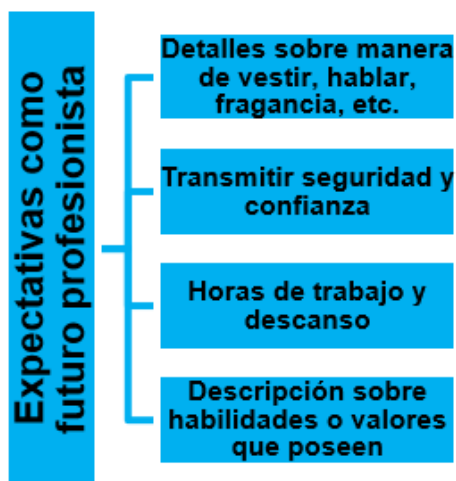 Expectativas como
futuro profesionista
Detalles sobre manera
de vestir, hablar,
fragancia, etc.
Transmitir seguridad y
confianza
Horas de trabajo y
descanso
Descripción sobre
habilidades o valores
que poseen